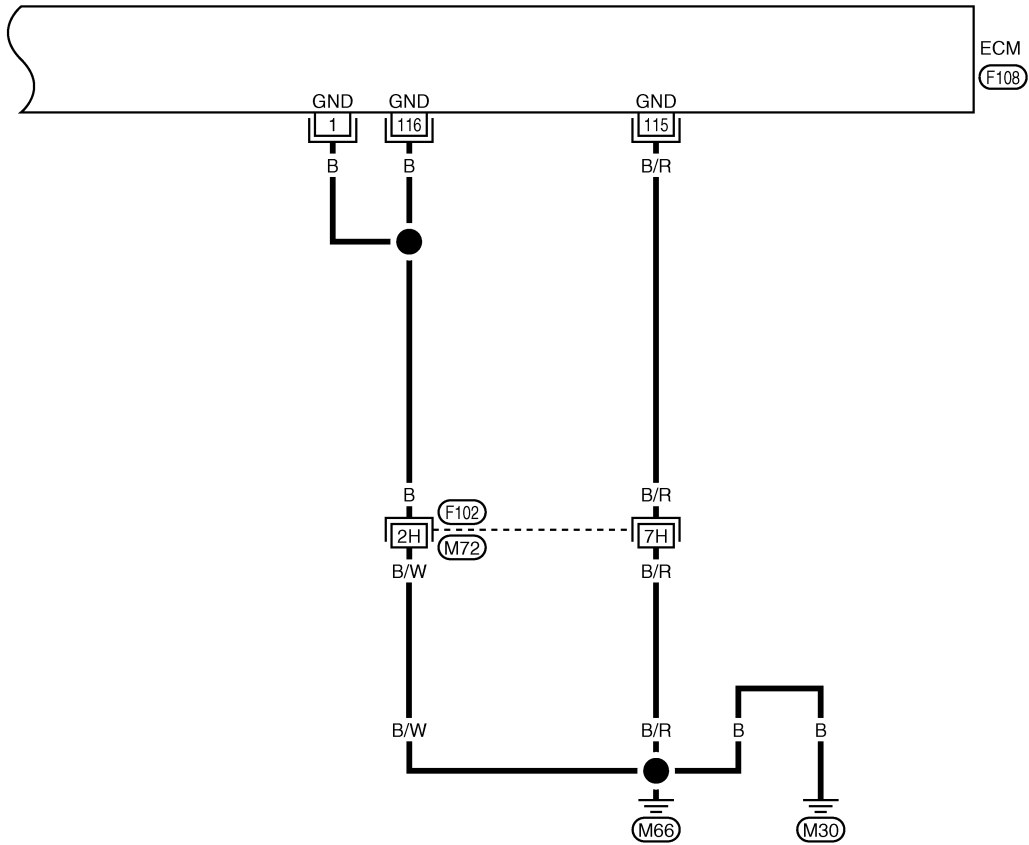 ECM
F108
GND GND GND
1 116 115
B B B/R
B B/R
F102
2H 7H
M72
B/W B/R
B/W B/R B B
M66 M30